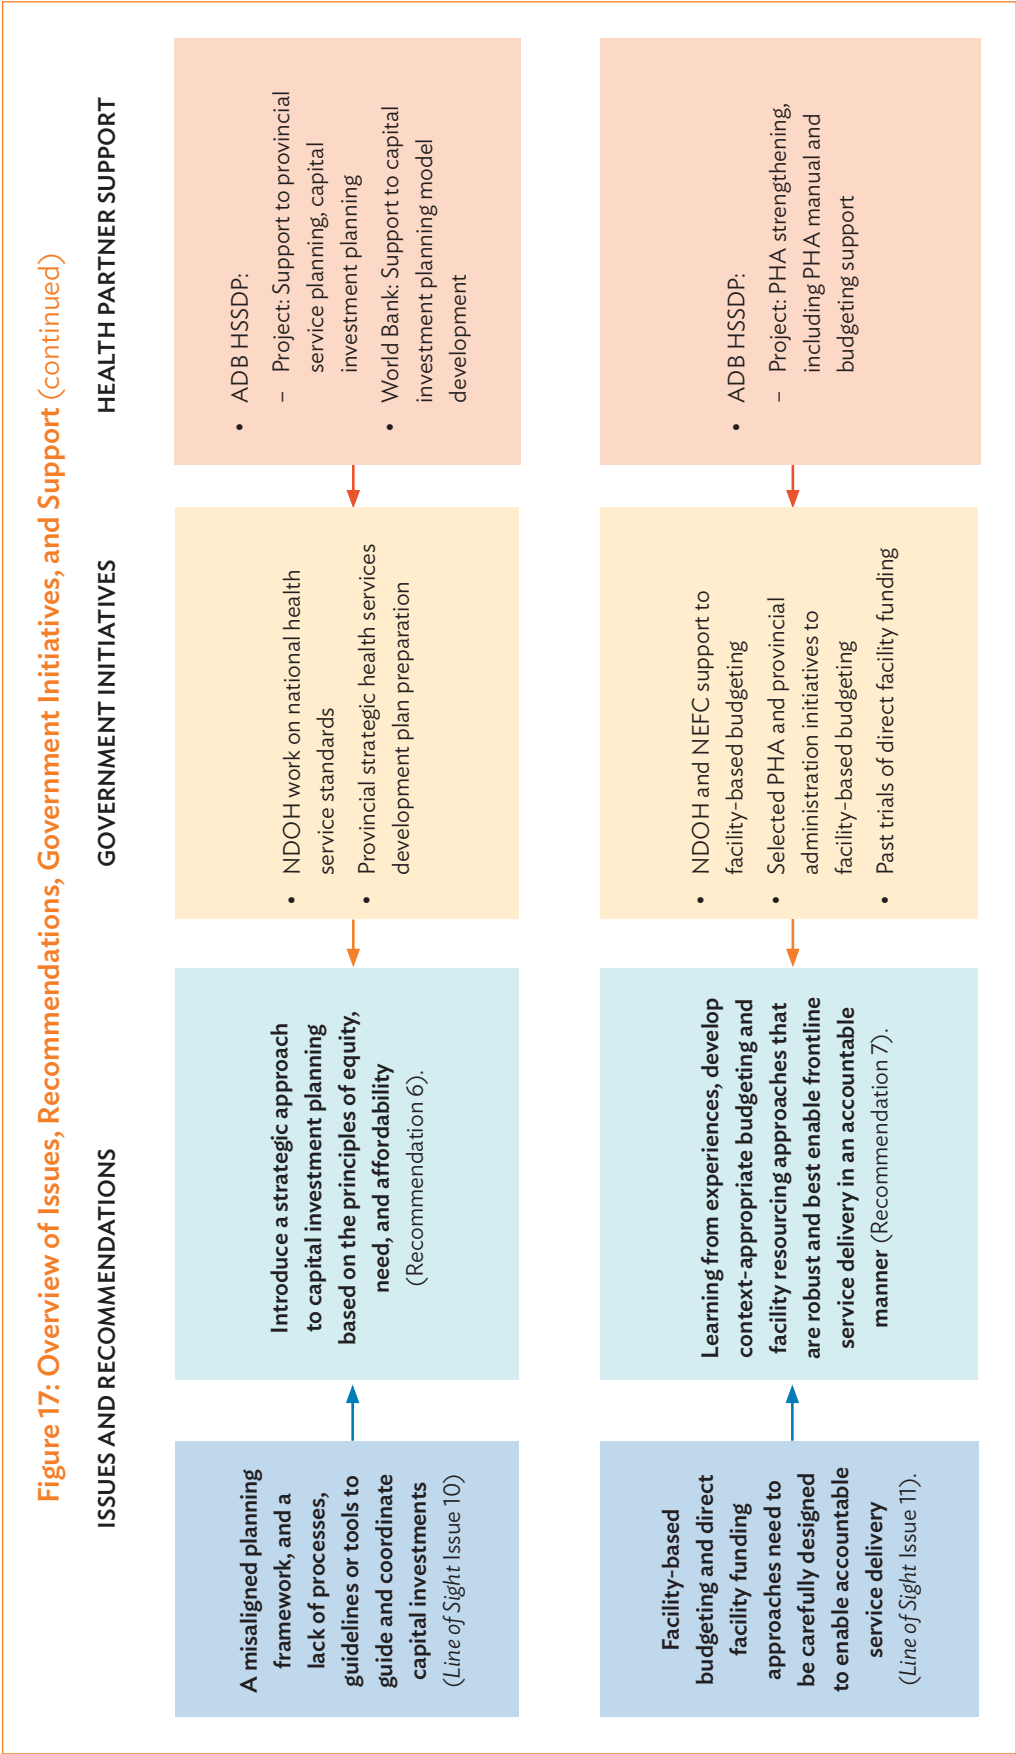 Figure 17: Overview of Issues, Recommendations, Government Initiatives, and Support (continued)
ISSUES AND RECOMMENDATIONS
GOVERNMENT INITIATIVES
HEALTH PARTNER SUPPORT
A misaligned planning
framework, and a
lack of processes,
guidelines or tools to
guide and coordinate
capital investments
(Line of Sight Issue 10)
Introduce a strategic approach
to capital investment planning
based on the principles of equity,
need, and affordability
(Recommendation 6).
• NDOH work on national health
service standards
• Provincial strategic health services
development plan preparation
• ADB HSSDP:
– Project: Support to provincial
service planning, capital
investment planning
• World Bank: Support to capital
investment planning model
development
Facility-based
budgeting and direct
facility funding
approaches need to
be carefully designed
to enable accountable
service delivery
(Line of Sight Issue 11).
Learning from experiences, develop
context-appropriate budgeting and
facility resourcing approaches that
are robust and best enable frontline
service delivery in an accountable
manner (Recommendation 7).
• NDOH and NEFC support to
facility-based budgeting
• Selected PHA and provincial
administration initiatives to
facility-based budgeting
• Past trials of direct facility funding
• ADB HSSDP:
– Project: PHA strengthening,
including PHA manual and
budgeting support